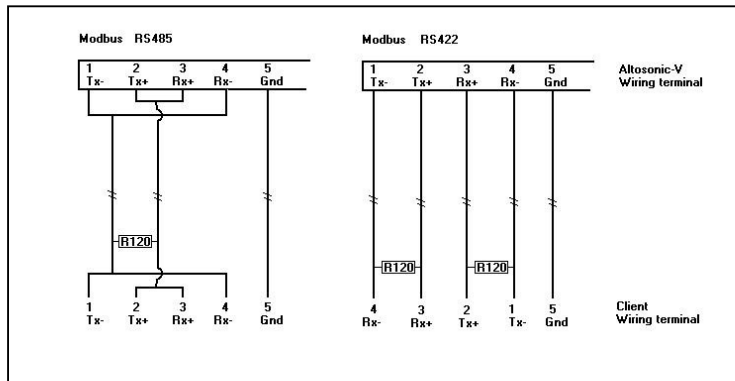 Modbus RS485 Modbus RS422
1 2 3 4 5 1 2 3 4 5 Altosonic-V
Tx- Tx+ Rx+ Rx- Gnd Tx- Tx+ Rx+ Rx- Gnd Wiring terminal
R120
R120 R120
1 2 3 4 5 4 3 2 1 5 Client
Tx- Tx+ Rx+ Rx- Gnd Rx- Rx+ Tx+ Tx- Gnd Wiring terminal